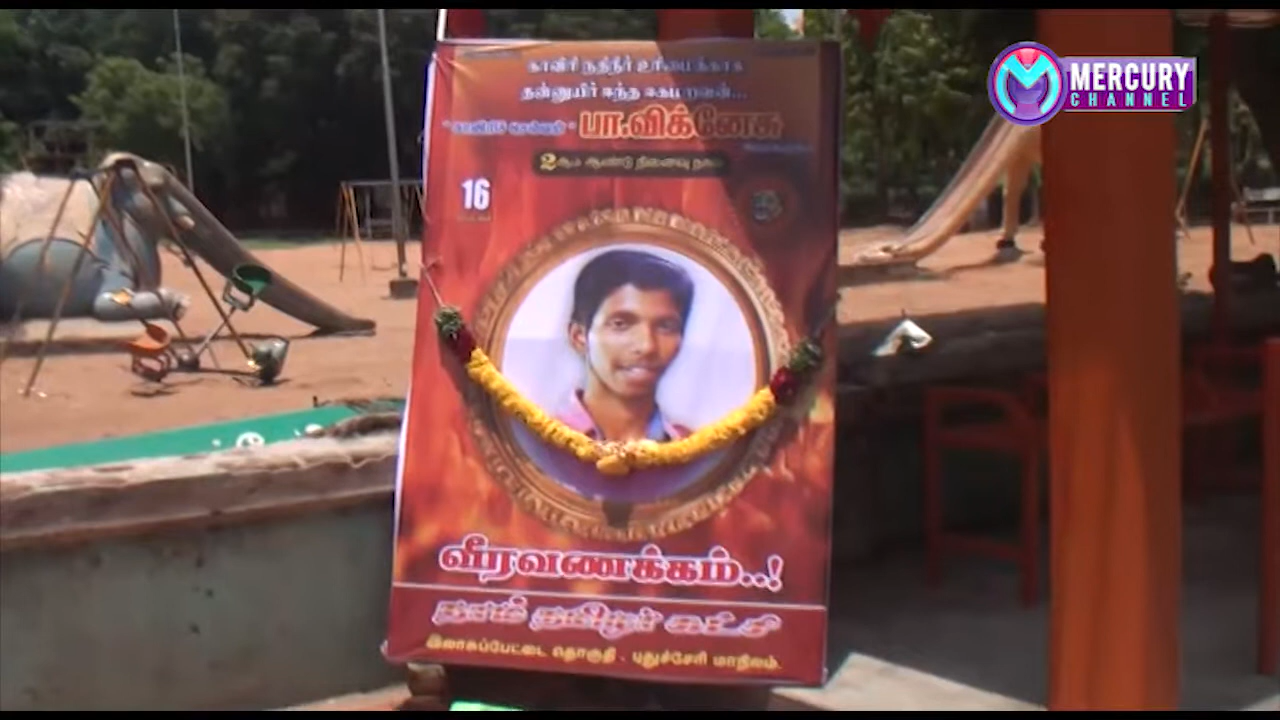 காவிரி நதிநீர் உரிமைக்காக
தன்னுயிர் ஈந்த ஈகமறவன்...
பா.விக்னேசு
2ஆம் ஆண்டு நினைவு நாள்
16
வீரவணக்கம்..!
நாம் தமிழர் கட்சி
புதுச்சேரி மாநிலம்.
MERCURY
CHANNEL